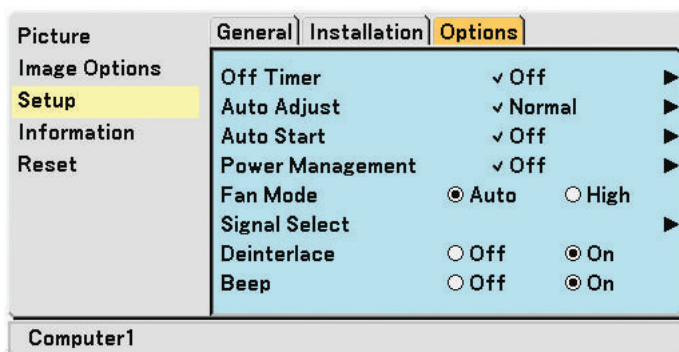 Picture
Image Options
Setup
Information
Reset
General Installation Options
Off Timer Off
Auto Adjust Normal
Auto Start Off
Power Management Off
Fan Mode Auto High
Signal Select
Deinterlace Off On
Beep Off On
Computer1